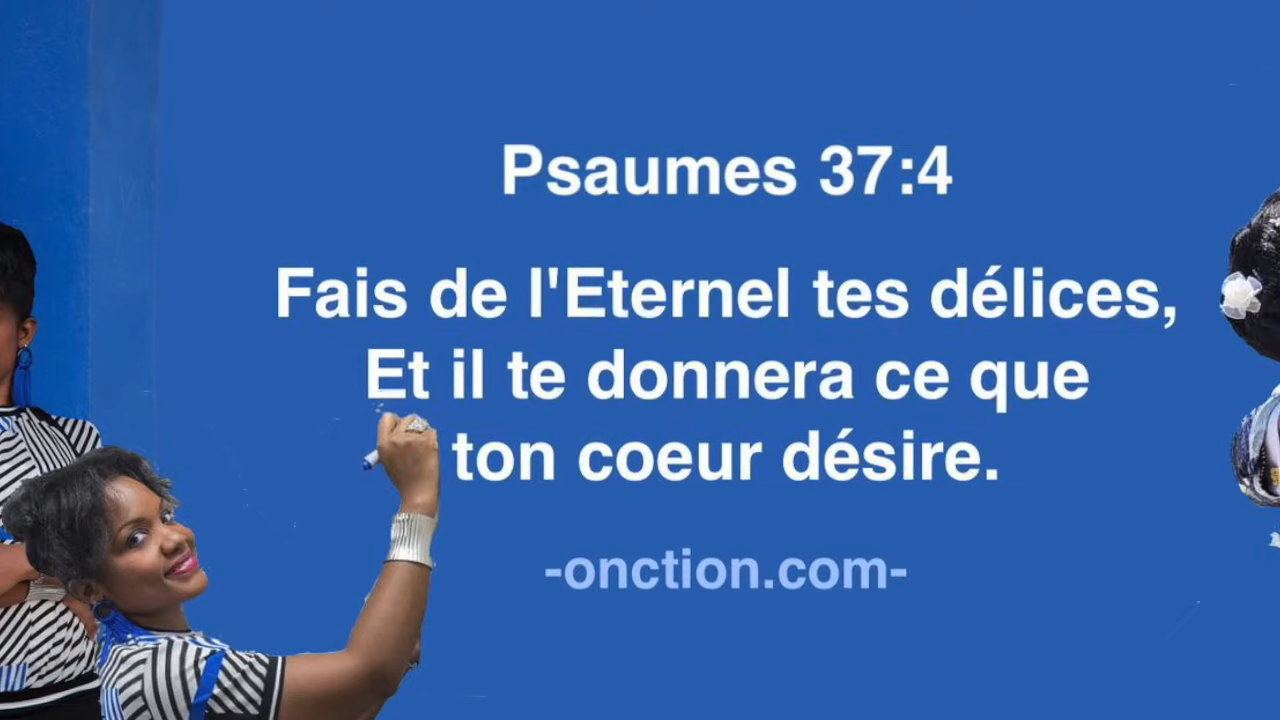 Psaumes 37:4
Fais de l'Eternel tes délices,
Et il te donnera ce que
ton coeur désire.
-onction.com-